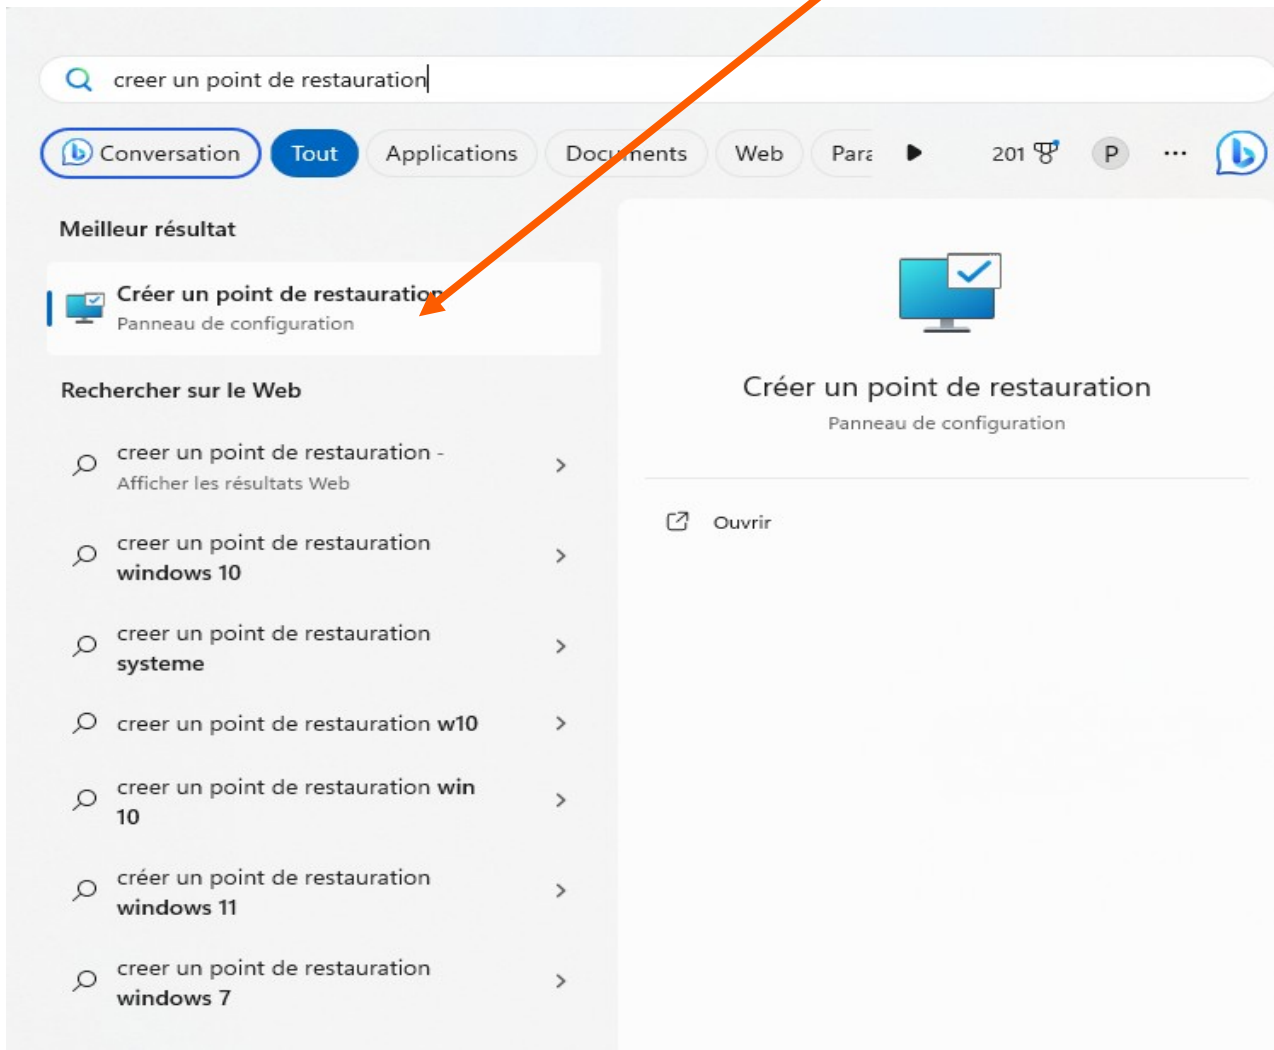 creer un point de restauration
Conversation Tout Applications Documents Web Para 201 P ...
Meilleur résultat
Créer un point de restauration
Panneau de configuration
Rechercher sur le Web
creer un point de restauration -
Afficher les résultats Web
creer un point de restauration
windows 10
creer un point de restauration
systeme
creer un point de restauration w10
creer un point de restauration win
10
créer un point de restauration
windows 11
creer un point de restauration
windows 7
Créer un point de restauration
Panneau de configuration
Ouvrir